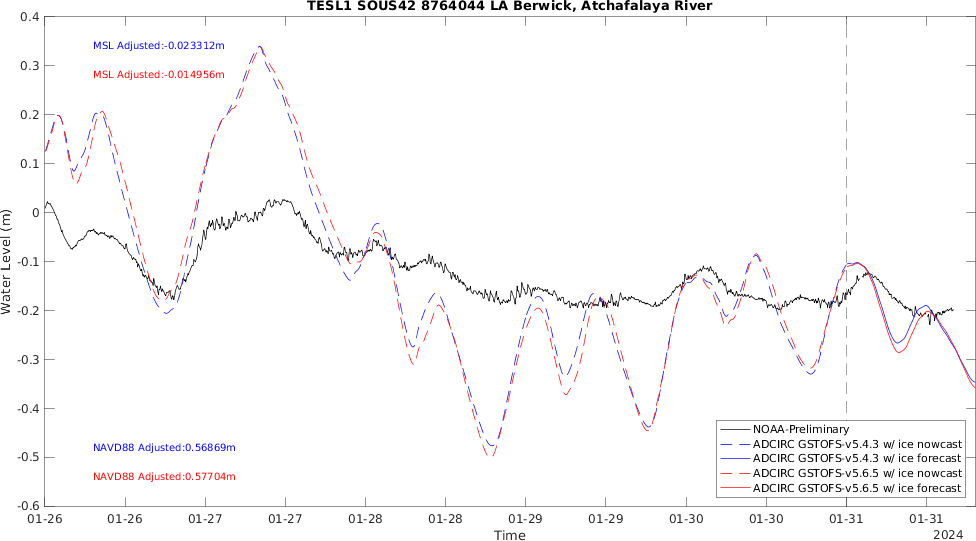 TESL1 SOUS42 8764044 LA Berwick, Atchafalaya River
0.4
0.3
0.2
0.1
0
-0.1
-0.2
-0.3
-0.4
-0.5
-0.6
Water Level (m)
MSL Adjusted:-0.023312m
MSL Adjusted:-0.014956m
NAVD88 Adjusted:0.56869m
NAVD88 Adjusted:0.57704m
NOAA-Preliminary
ADCIRC GSTOFS-v5.4.3 w/ ice nowcast
ADCIRC GSTOFS-v5.4.3 w/ ice forecast
ADCIRC GSTOFS-v5.6.5 w/ ice nowcast
ADCIRC GSTOFS-v5.6.5 w/ ice forecast
01-26 01-26 01-27 01-27 01-28 01-28 01-29 01-29 01-30 01-30 01-31 01-31
2024
Time